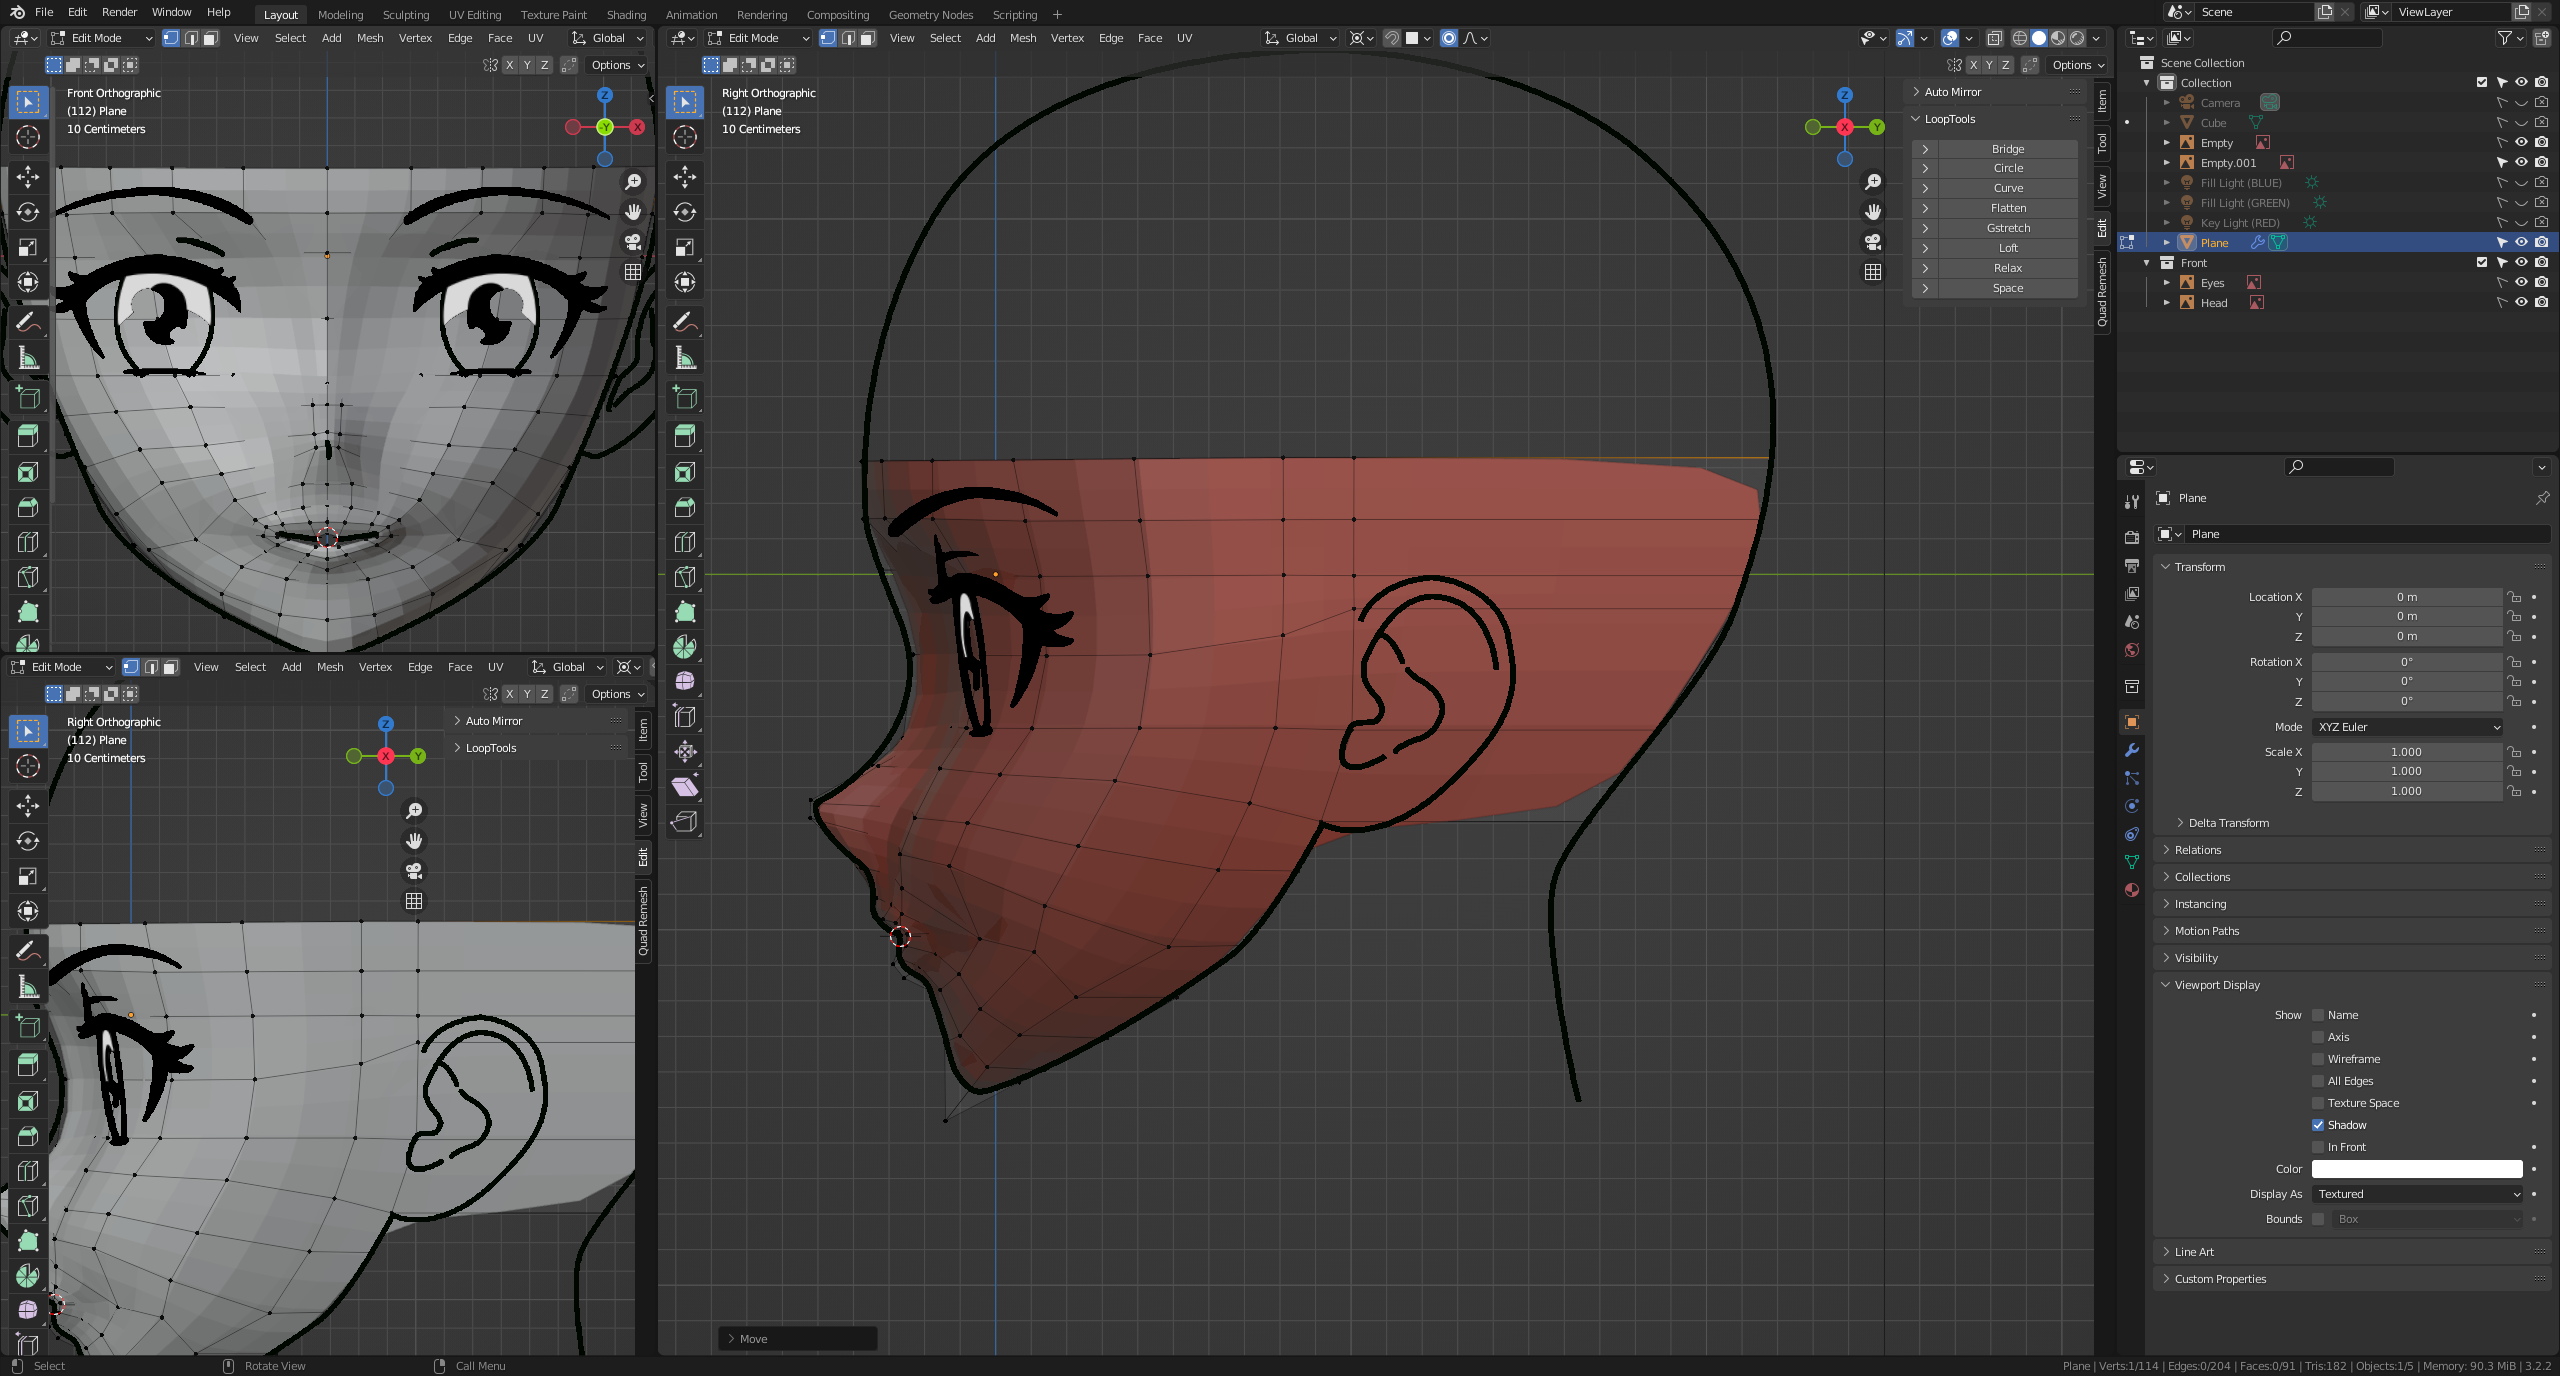 File Edit Render Window Help
Layout Modeling Sculpting UV Editing Texture Paint Shading Animation Rendering Compositing Geometry Nodes Scripting +
Scene
ViewLayer
Edit Mode View Select Add Mesh Vertex Edge Face UV Global
X Y Z Options
Front Orthographic
(112) Plane
10 Centimeters
Z
-Y
X
Edit Mode View Select Add Mesh Vertex Edge Face UV Global
X Y Z Options
Right Orthographic
(112) Plane
10 Centimeters
Z
X
Y
Auto Mirror
LoopTools
Bridge
Circle
Curve
Flatten
Gstretch
Loft
Relax
Space
Item
Tool
View
Edit
Quad Remesh
Move
Edit Mode View Select Add Mesh Vertex Edge Face UV Global
X Y Z Options
Right Orthographic
(112) Plane
10 Centimeters
Z
X
Y
Auto Mirror
LoopTools
Item
Tool
View
Edit
Quad Remesh
Scene Collection
Collection
Camera
Cube
Empty
Empty.001
Fill Light (BLUE)
Fill Light (GREEN)
Key Light (RED)
Plane
Front
Eyes
Head
Plane
Plane
Transform
Location X 0 m
Y 0 m
Z 0 m
Rotation X 0°
Y 0°
Z 0°
Mode XYZ Euler
Scale X 1.000
Y 1.000
Z 1.000
Delta Transform
Relations
Collections
Instancing
Motion Paths
Visibility
Viewport Display
Show Name
Axis
Wireframe
All Edges
Texture Space
Shadow
In Front
Color
Display As Textured
Bounds Box
Line Art
Custom Properties
Select Rotate View Call Menu
Plane | Verts:1/114 | Edges:0/204 | Faces:0/91 | Tris:182 | Objects:1/5 | Memory: 90.3 MiB | 3.2.2